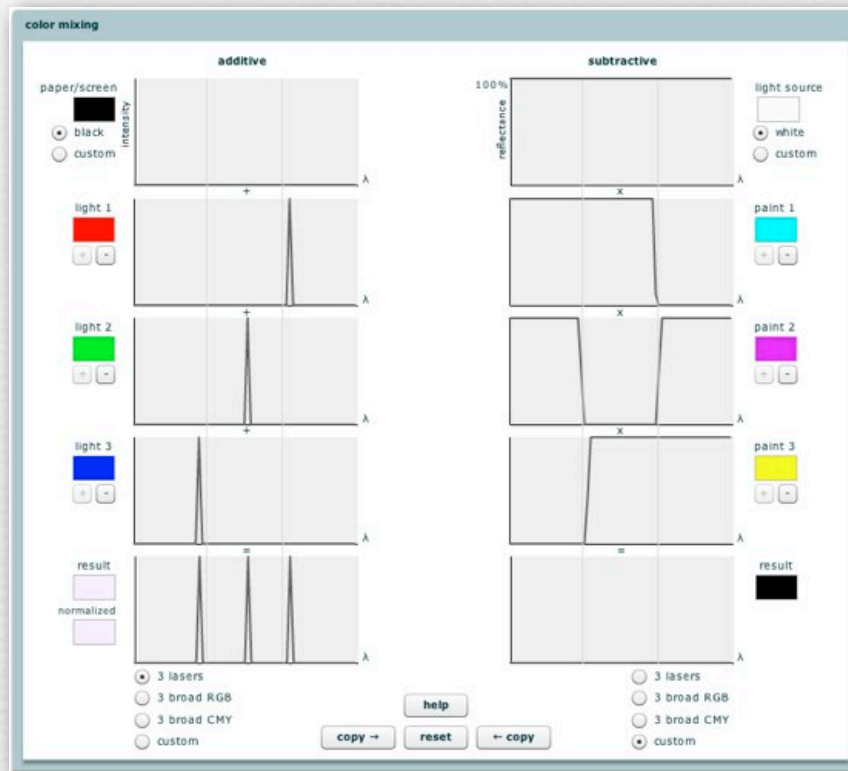 color mixing
additive
subtractive
paper/screen
black
custom
intensity
λ
+
light 1
+ -
λ
+
light 2
+ -
λ
+
light 3
+ -
λ
=
result
normalized
λ
3 lasers
3 broad RGB
3 broad CMY
custom
100%
reflectance
λ
light source
white
custom
x
paint 1
+ -
λ
x
paint 2
+ -
λ
x
paint 3
+ -
λ
=
result
λ
3 lasers
3 broad RGB
3 broad CMY
custom
help
copy → reset ← copy